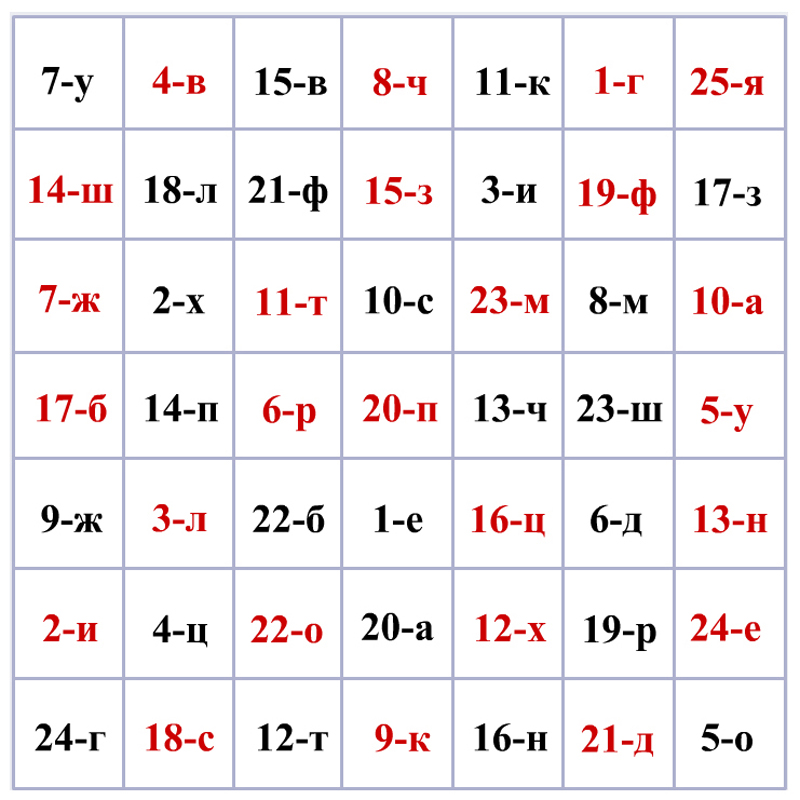 7-у 4-в 15-в 8-ч 11-к 1-г 25-я
14-ш 18-л 21-ф 15-з 3-и 19-ф 17-з
7-ж 2-х 11-т 10-с 23-м 8-м 10-а
17-б 14-п 6-р 20-п 13-ч 23-ш 5-у
9-ж 3-л 22-б 1-е 16-ц 6-д 13-н
2-и 4-ц 22-о 20-а 12-х 19-р 24-е
24-г 18-с 12-т 9-к 16-н 21-д 5-о